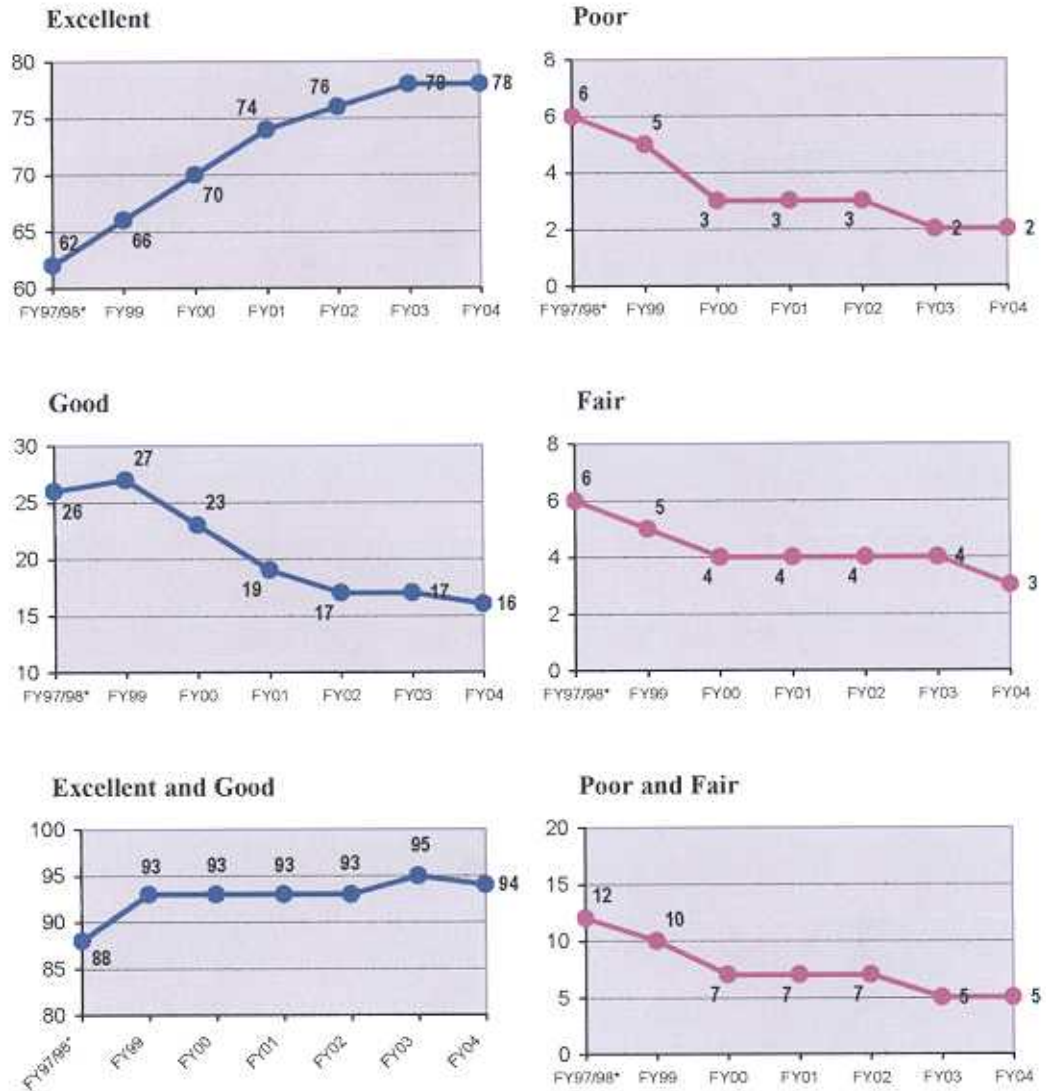 Excellent
80
75
70
65
60
62
66
70
74
76
78
78
FY97/98*
FY99
FY00
FY01
FY02
FY03
FY04
Poor
8
6
4
2
0
6
5
3
3
3
2
2
FY97/98*
FY99
FY00
FY01
FY02
FY03
FY04
Good
30
25
20
15
10
26
27
23
19
17
17
16
FY97/98*
FY99
FY00
FY01
FY02
FY03
FY04
Fair
8
6
4
2
0
6
5
4
4
4
4
3
FY97/98*
FY99
FY00
FY01
FY02
FY03
FY04
Excellent and Good
100
95
90
85
80
88
93
93
93
93
95
94
FY97/98*
FY99
FY00
FY01
FY02
FY03
FY04
Poor and Fair
20
15
10
5
0
12
10
7
7
7
5
5
FY97/98*
FY99
FY00
FY01
FY02
FY03
FY04